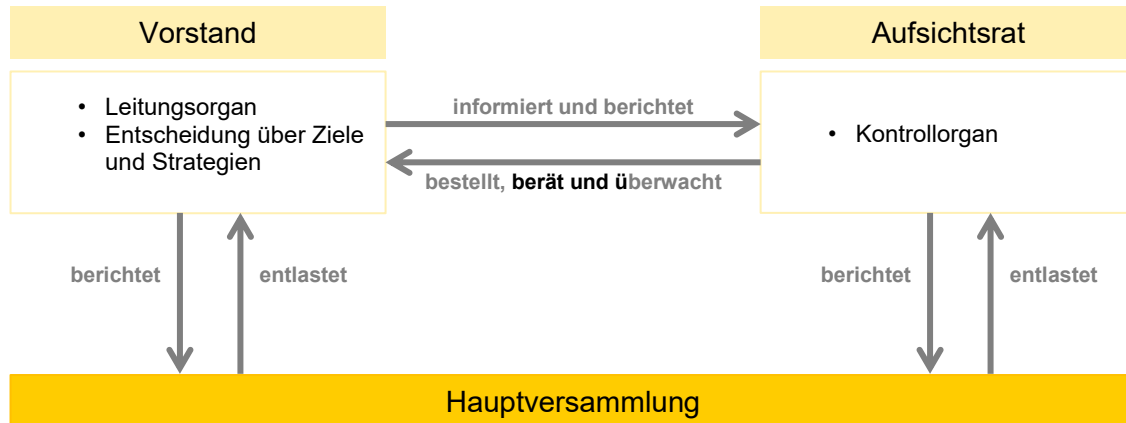 Vorstand
Aufsichtsrat
• Leitungsorgan
• Entscheidung über Ziele
und Strategien
informiert und berichtet
bestellt, berät und überwacht
• Kontrollorgan
berichtet
entlastet
berichtet
entlastet
Hauptversammlung